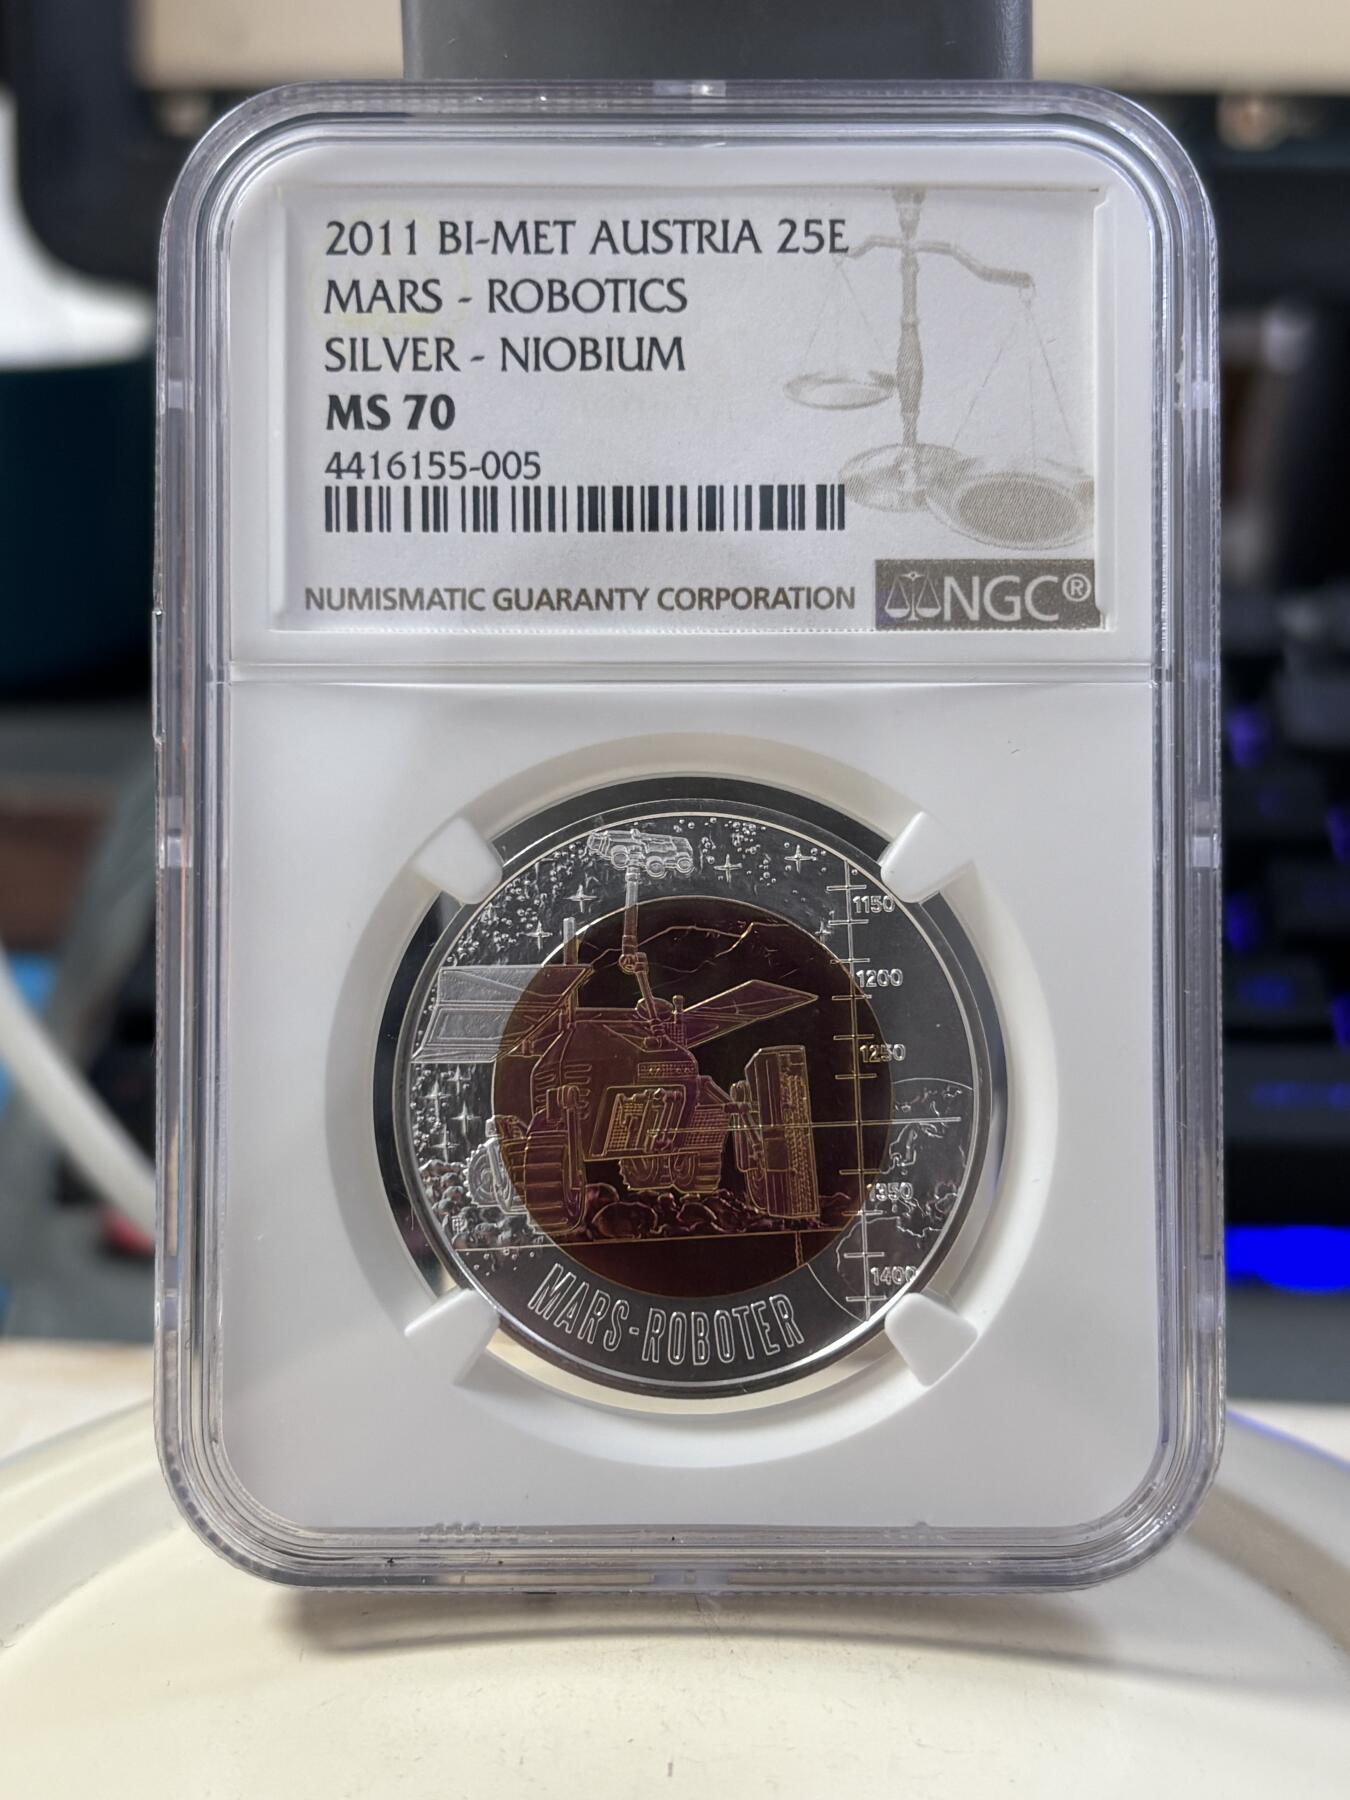 2011 BI-MET AUSTRIA 25E
MARS - ROBOTICS
SILVER - NIOBIUM
MS 70
4416155-005
NUMISMATIC GUARANTY CORPORATION
NGC®
1150
1200
1250
1350
1400
MARS-ROBOTER